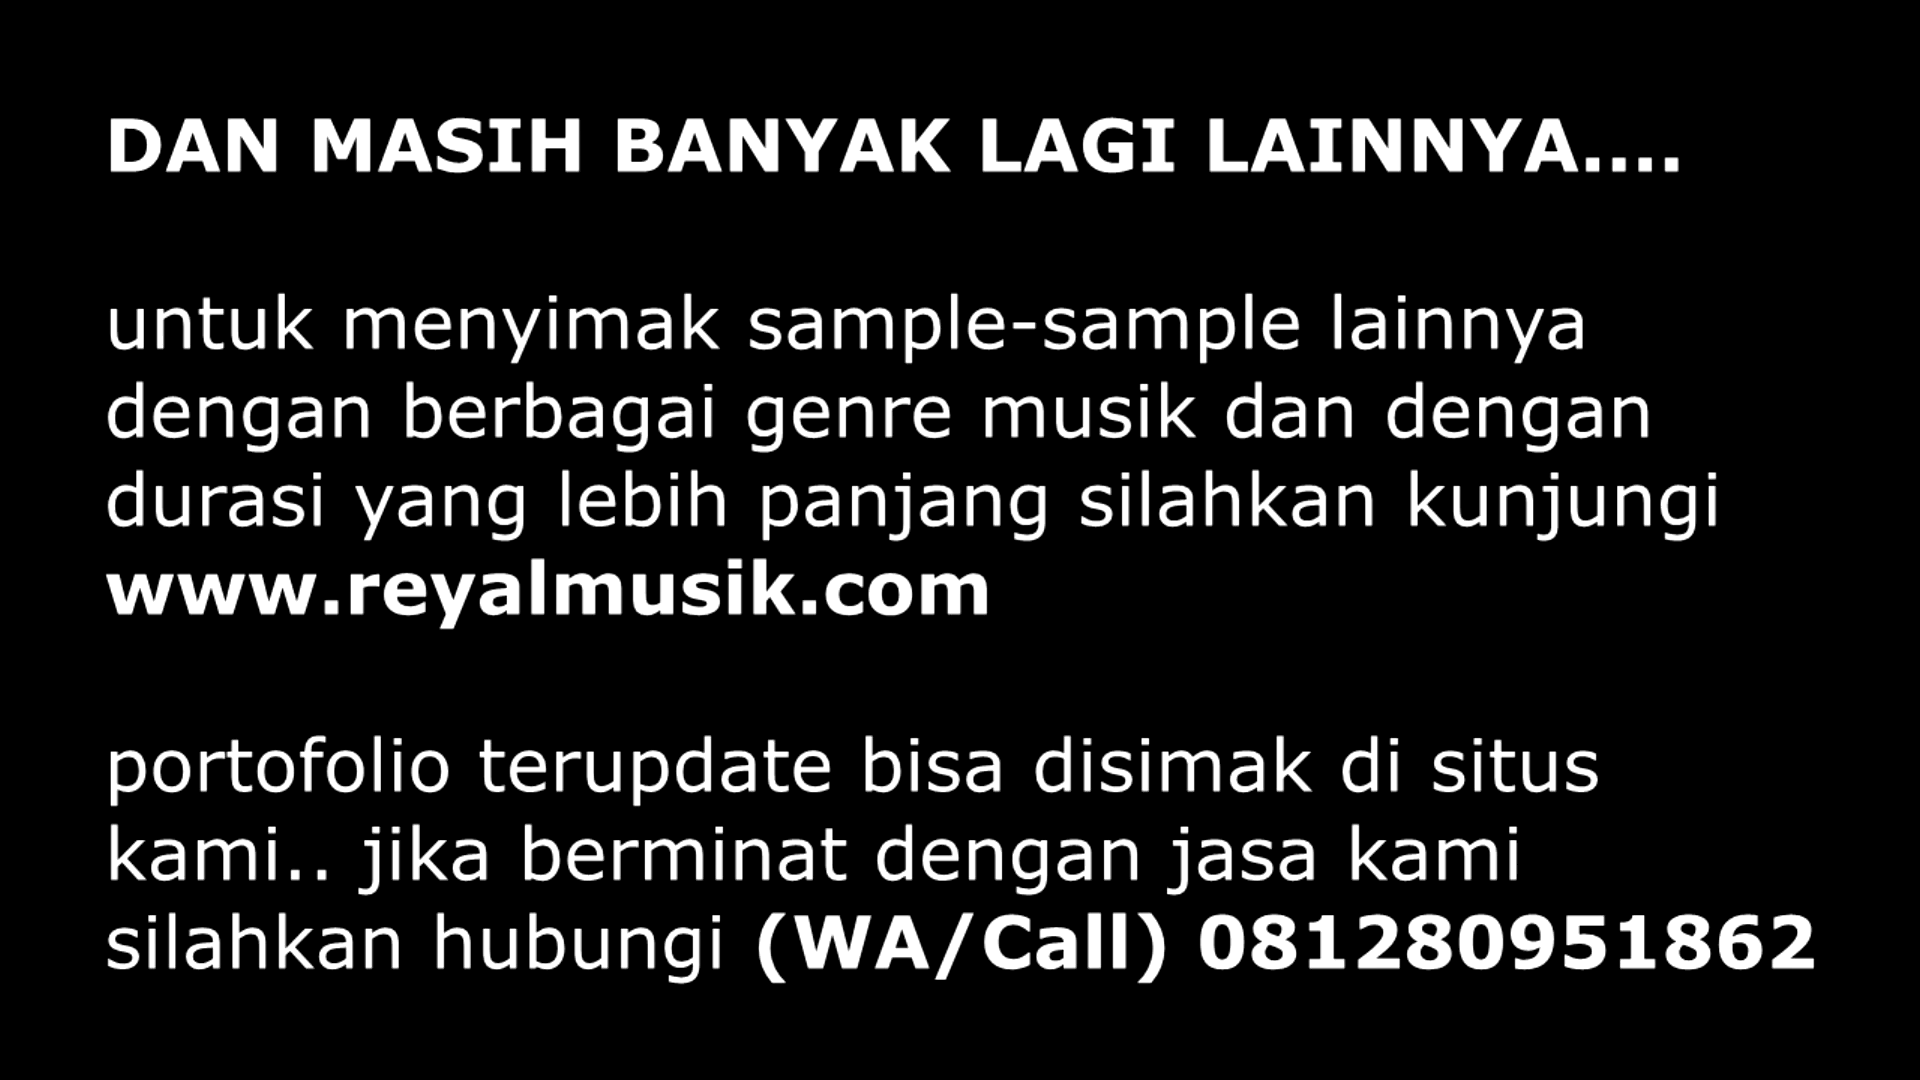 DAN MASIH BANYAK LAGI LAINNYA....
untuk menyimak sample-sample lainnya
dengan berbagai genre musik dan dengan
durasi yang lebih panjang silahkan kunjungi
www.reyalmusik.com
portofolio terupdate bisa disimak di situs
kami.. jika berminat dengan jasa kami
silahkan hubungi (WA/Call) 081280951862